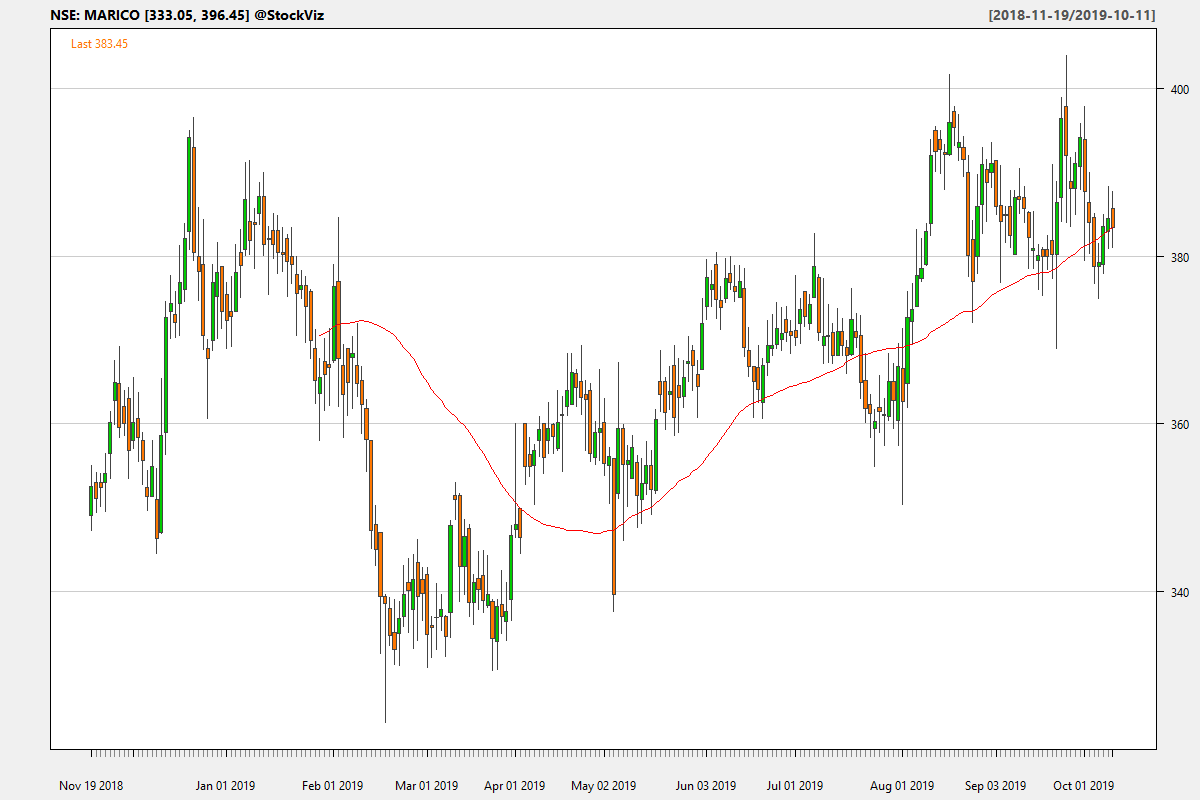 NSE: MARICO [333.05, 396.45] @StockViz
[2018-11-19/2019-10-11]
Last 383.45
400
380
360
340
Nov 19 2018 Jan 01 2019 Feb 01 2019 Mar 01 2019 Apr 01 2019 May 02 2019 Jun 03 2019 Jul 01 2019 Aug 01 2019 Sep 03 2019 Oct 01 2019